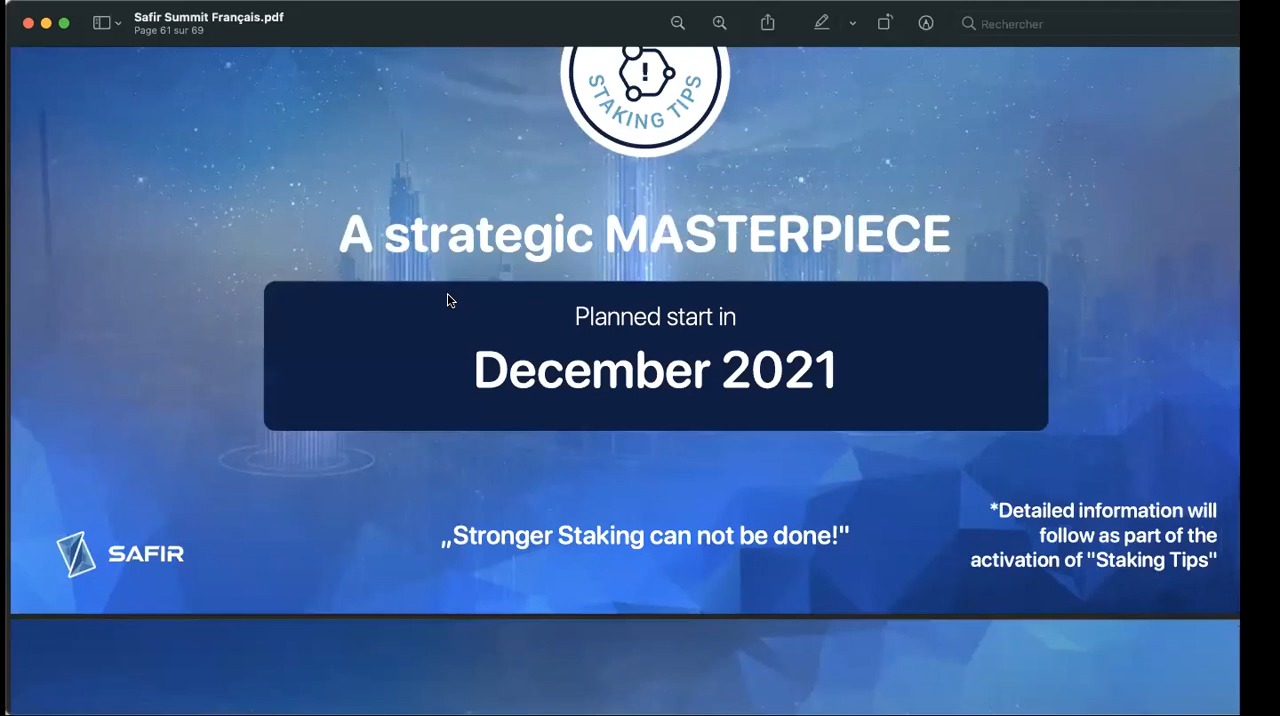 Safir Summit Français.pdf
Page 61 sur 69
Rechercher
!
STAKING TIPS
A strategic MASTERPIECE
Planned start in
December 2021
*Detailed information will
follow as part of the
activation of "Staking Tips"
„Stronger Staking can not be done!"
SAFIR